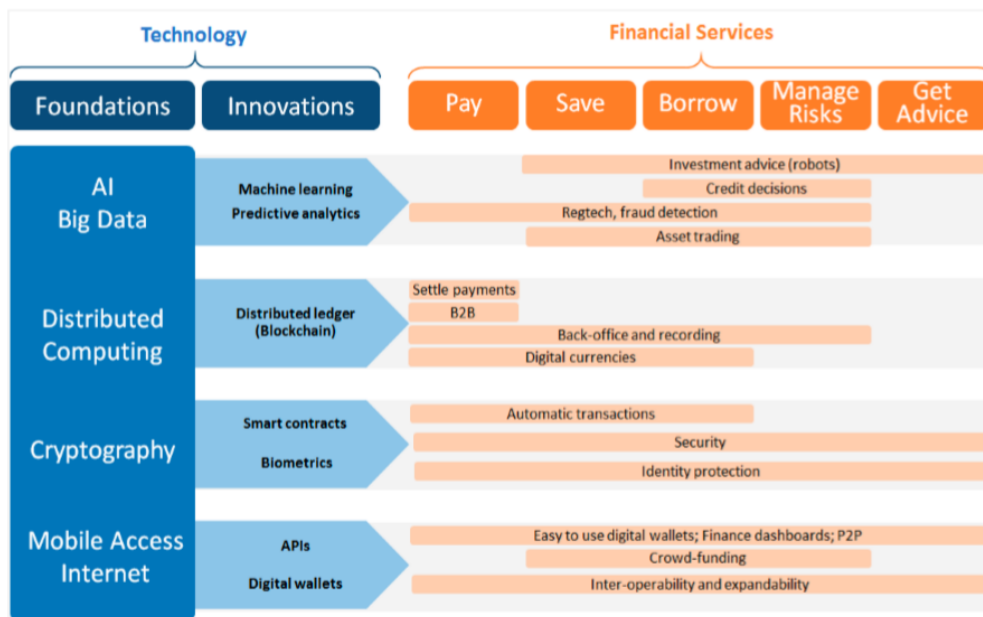 Technology
Financial Services
Foundations
Innovations
Pay
Save
Borrow
Manage
Risks
Get
Advice
AI
Big Data
Machine learning
Predictive analytics
Investment advice (robots)
Credit decisions
Regtech, fraud detection
Asset trading
Distributed
Computing
Distributed ledger
(Blockchain)
Settle payments
B2B
Back-office and recording
Digital currencies
Cryptography
Smart contracts
Biometrics
Automatic transactions
Security
Identity protection
Mobile Access
Internet
APIs
Digital wallets
Easy to use digital wallets; Finance dashboards; P2P
Crowd-funding
Inter-operability and expandability